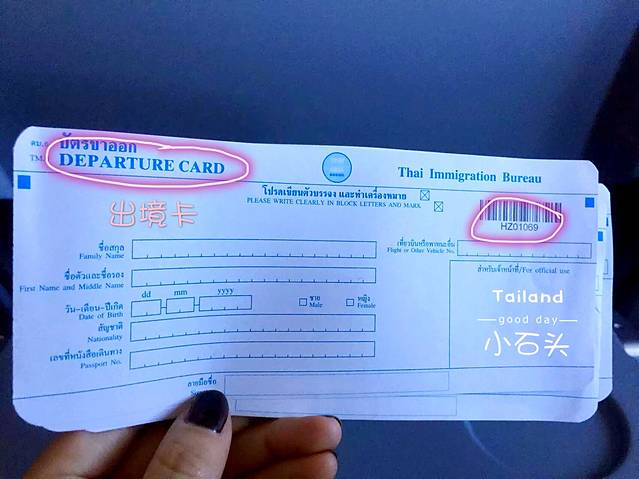 ตม.6
บัตรขาออก
TM.
DEPARTURE CARD
Thai Immigration Bureau
โปรดเขียนตัวบรรจง และทำเครื่องหมาย ☒
PLEASE WRITE CLEARLY IN BLOCK LETTERS AND MARK ☒
HZ01069
出境卡
ชื่อสกุล
Family Name
เที่ยวบินหรือพาหนะอื่น
Flight or Other Vehicle No.
ชื่อตัวและชื่อรอง
First Name and Middle Name
สำหรับเจ้าหน้าที่/For official use
dd mm yyyy
วัน-เดือน-ปีเกิด
Date of Birth
ชาย
Male
หญิง
Female
สัญชาติ
Nationality
เลขที่หนังสือเดินทาง
Passport No.
ลายมือชื่อ
Tailand
good day
小石头